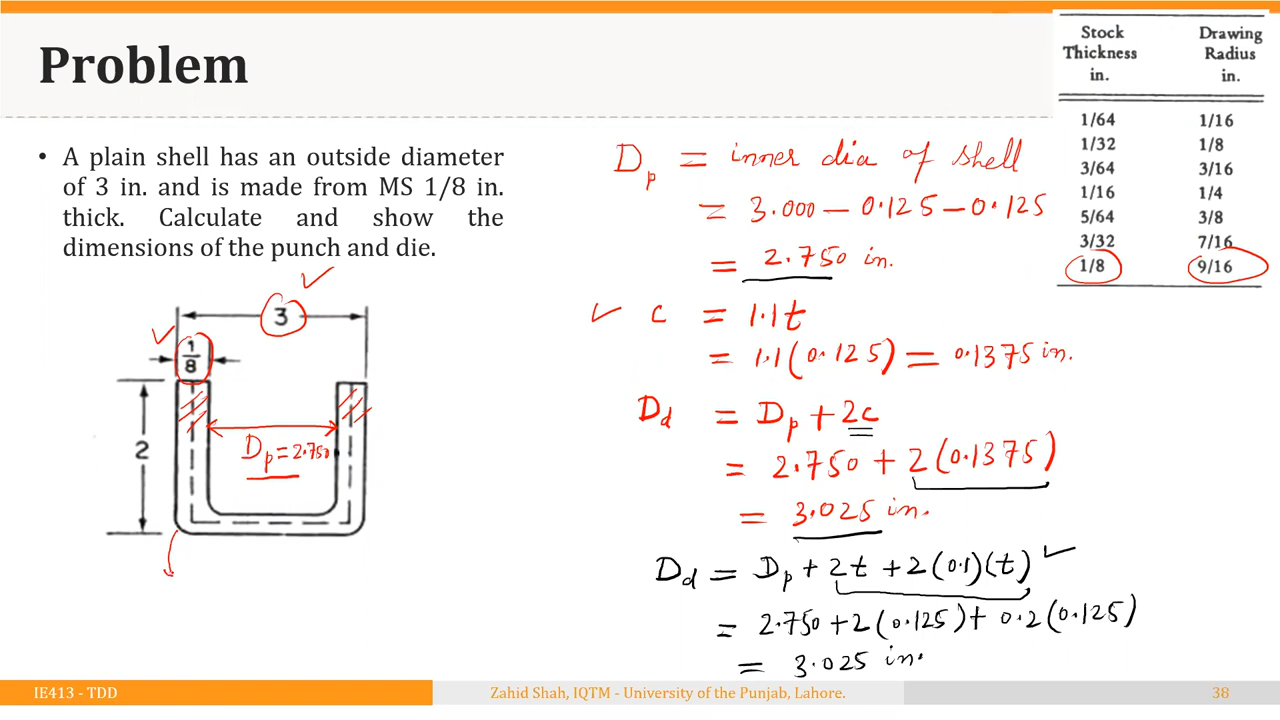 Problem
• A plain shell has an outside diameter
of 3 in. and is made from MS 1/8 in.
thick. Calculate and show the
dimensions of the punch and die.
3
1/8
2
Dp = 2.750
Dp = inner dia of shell
= 3.000 — 0.125 — 0.125
= 2.750 in.
✓ c = 1.1t
= 1.1(0.125) = 0.1375 in.
Dd = Dp + 2c
= 2.750 + 2(0.1375)
= 3.025 in.
Dd = Dp + 2t + 2(0.1)(t) ✓
= 2.750 + 2(0.125) + 0.2(0.125)
= 3.025 in.
Stock Thickness in. Drawing Radius in.
1/64 1/16
1/32 1/8
3/64 3/16
1/16 1/4
5/64 3/8
3/32 7/16
1/8 9/16
IE413 - TDD
Zahid Shah, IQTM - University of the Punjab, Lahore.
38